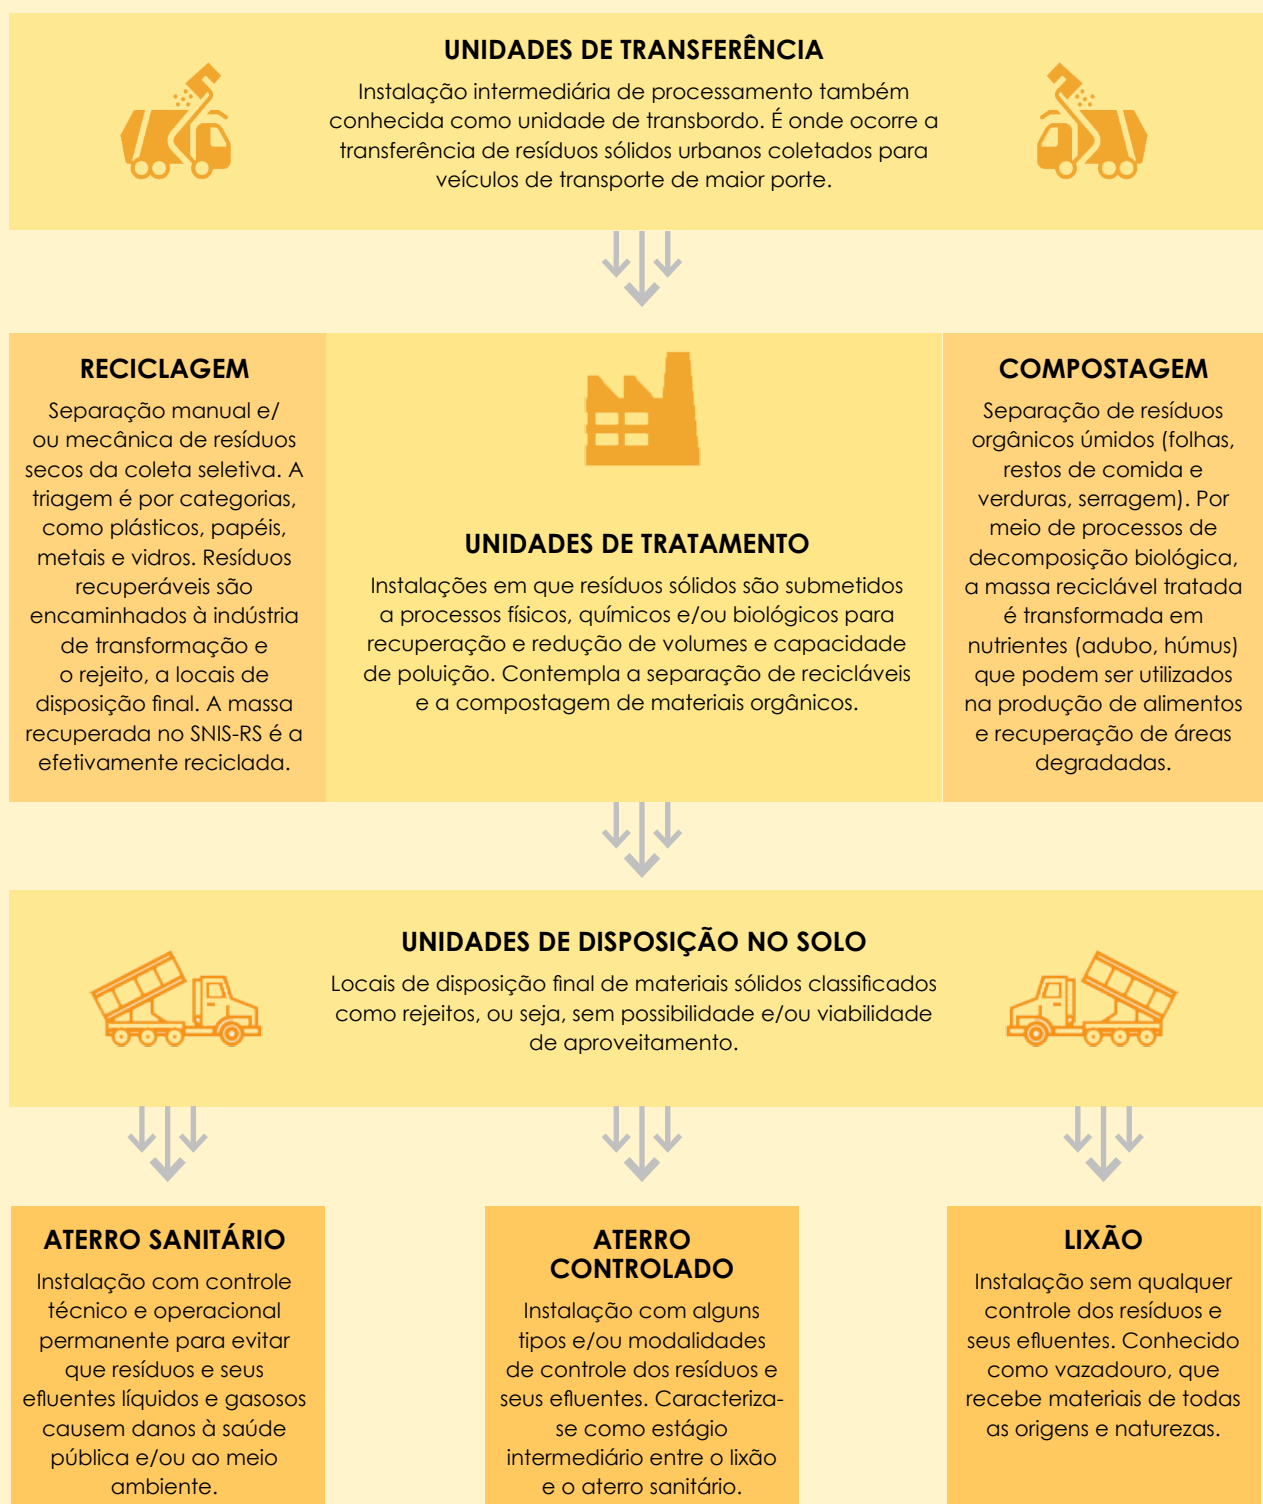 UNIDADES DE TRANSFERÊNCIA
Instalação intermediária de processamento também
conhecida como unidade de transbordo. É onde ocorre a
transferência de resíduos sólidos urbanos coletados para
veículos de transporte de maior porte.
RECICLAGEM
Separação manual e/
ou mecânica de resíduos
secos da coleta seletiva. A
triagem é por categorias,
como plásticos, papéis,
metais e vidros. Resíduos
recuperáveis são
encaminhados à indústria
de transformação e
o rejeito, a locais de
disposição final. A massa
recuperada no SNIS-RS é a
efetivamente reciclada.
UNIDADES DE TRATAMENTO
Instalações em que resíduos sólidos são submetidos
a processos físicos, químicos e/ou biológicos para
recuperação e redução de volumes e capacidade
de poluição. Contempla a separação de recicláveis
e a compostagem de materiais orgânicos.
COMPOSTAGEM
Separação de resíduos
orgânicos úmidos (folhas,
restos de comida e
verduras, serragem). Por
meio de processos de
decomposição biológica,
a massa reciclável tratada
é transformada em
nutrientes (adubo, húmus)
que podem ser utilizados
na produção de alimentos
e recuperação de áreas
degradadas.
UNIDADES DE DISPOSIÇÃO NO SOLO
Locais de disposição final de materiais sólidos classificados
como rejeitos, ou seja, sem possibilidade e/ou viabilidade
de aproveitamento.
ATERRO SANITÁRIO
Instalação com controle
técnico e operacional
permanente para evitar
que resíduos e seus
efluentes líquidos e gasosos
causem danos à saúde
pública e/ou ao meio
ambiente.
ATERRO
CONTROLADO
Instalação com alguns
tipos e/ou modalidades
de controle dos resíduos e
seus efluentes. Caracteriza-
se como estágio
intermediário entre o lixão
e o aterro sanitário.
LIXÃO
Instalação sem qualquer
controle dos resíduos e
seus efluentes. Conhecido
como vazadouro, que
recebe materiais de todas
as origens e naturezas.